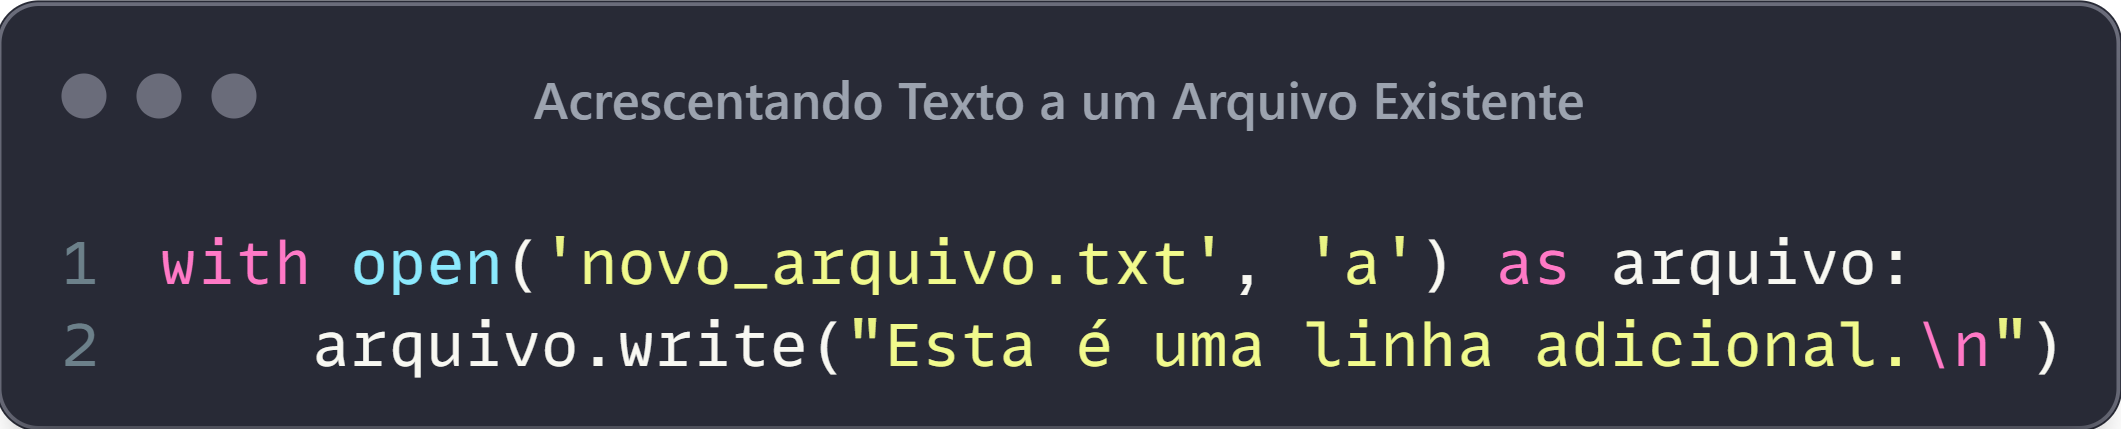 Acrescentando Texto a um Arquivo Existente
1 with open('novo_arquivo.txt', 'a') as arquivo:
2     arquivo.write("Esta é uma linha adicional.\n")